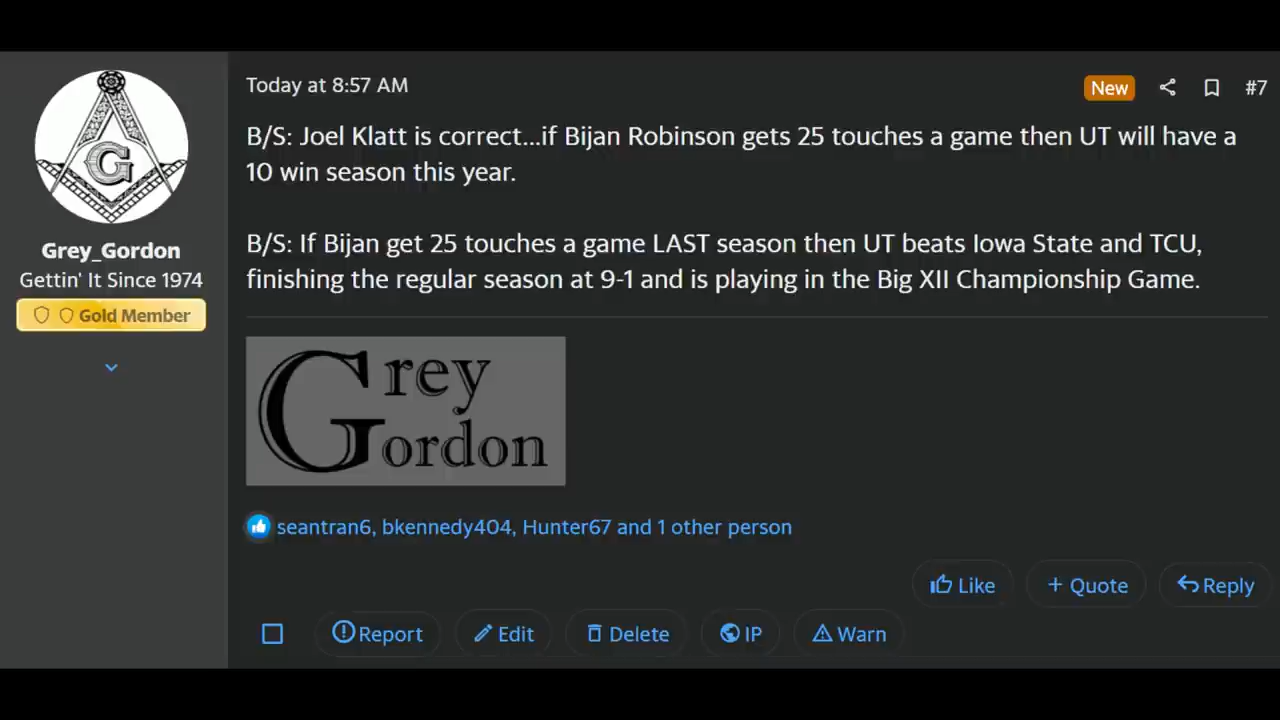 Today at 8:57 AM
New
#7
B/S: Joel Klatt is correct...if Bijan Robinson gets 25 touches a game then UT will have a
10 win season this year.
B/S: If Bijan get 25 touches a game LAST season then UT beats Iowa State and TCU,
finishing the regular season at 9-1 and is playing in the Big XII Championship Game.
G
Grey_Gordon
Gettin' It Since 1974
Gold Member
Grey
Gordon
seantran6, bkennedy404, Hunter67 and 1 other person
Like
+ Quote
Reply
Report
Edit
Delete
IP
Warn